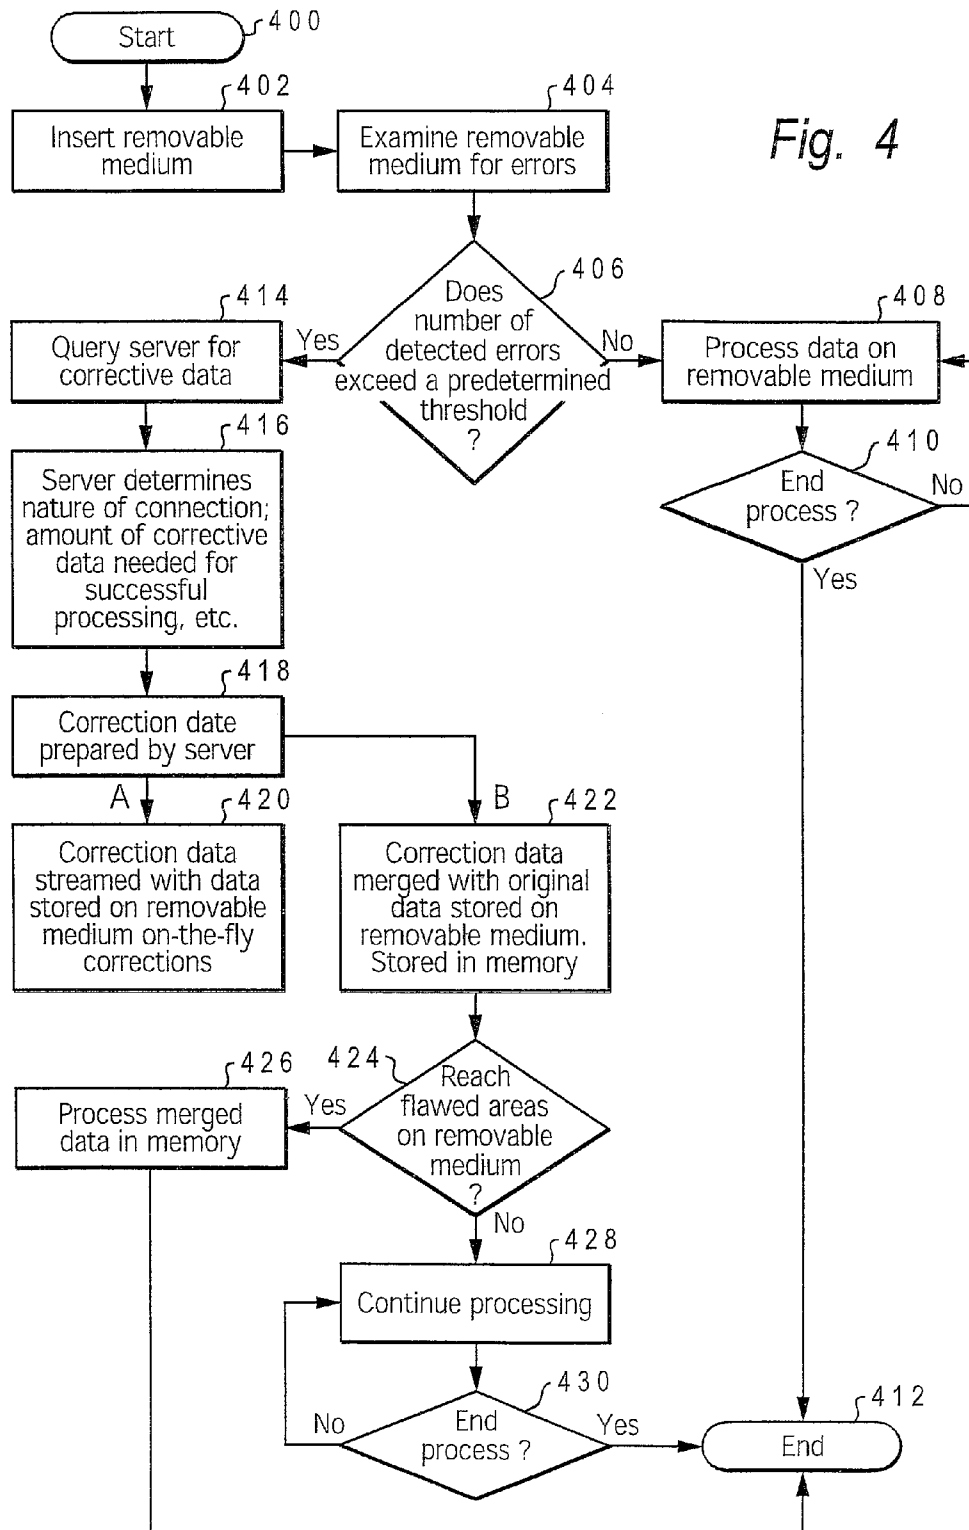 Start
400
402
Insert removable
medium
404
Examine removable
medium for errors
Fig. 4
406
Does
number of
detected errors
exceed a predetermined
threshold
?
Yes
No
414
Query server for
corrective data
408
Process data on
removable medium
416
Server determines
nature of connection;
amount of corrective
data needed for
successful
processing, etc.
410
End
process ?
No
Yes
418
Correction date
prepared by server
A
B
420
Correction data
streamed with data
stored on removable
medium on-the-fly
corrections
422
Correction data
merged with original
data stored on
removable medium.
Stored in memory
424
Reach
flawed areas
on removable
medium
?
Yes
No
426
Process merged
data in memory
428
Continue processing
430
End
process ?
No
Yes
412
End